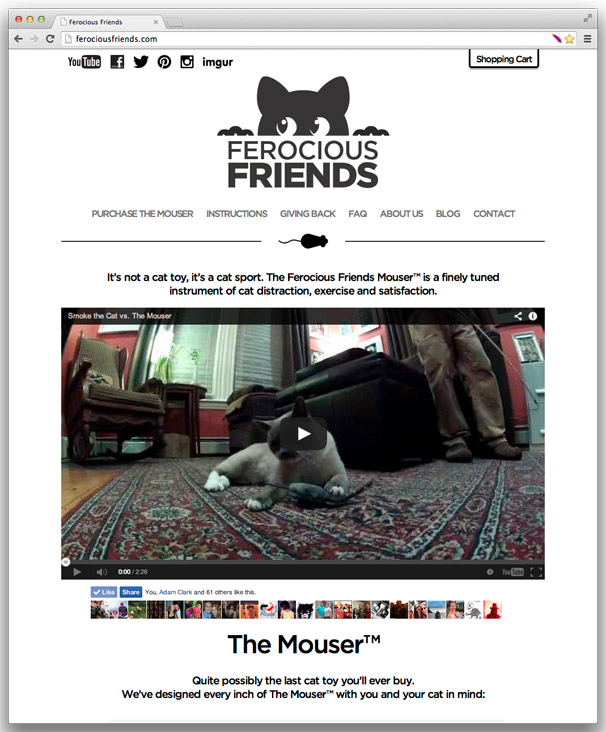 Ferocious Friends
ferociousfriends.com
YouTube
imgur
Shopping Cart
FEROCIOUS
FRIENDS
PURCHASE THE MOUSER INSTRUCTIONS GIVING BACK FAQ ABOUT US BLOG CONTACT
It's not a cat toy, it's a cat sport. The Ferocious Friends Mouser™ is a finely tuned
instrument of cat distraction, exercise and satisfaction.
Smoke the Cat vs. The Mouser
0:00 / 2:26
YouTube
Like Share You, Adam Clark and 61 others like this.
The Mouser™
Quite possibly the last cat toy you'll ever buy.
We've designed every inch of The Mouser™ with you and your cat in mind: